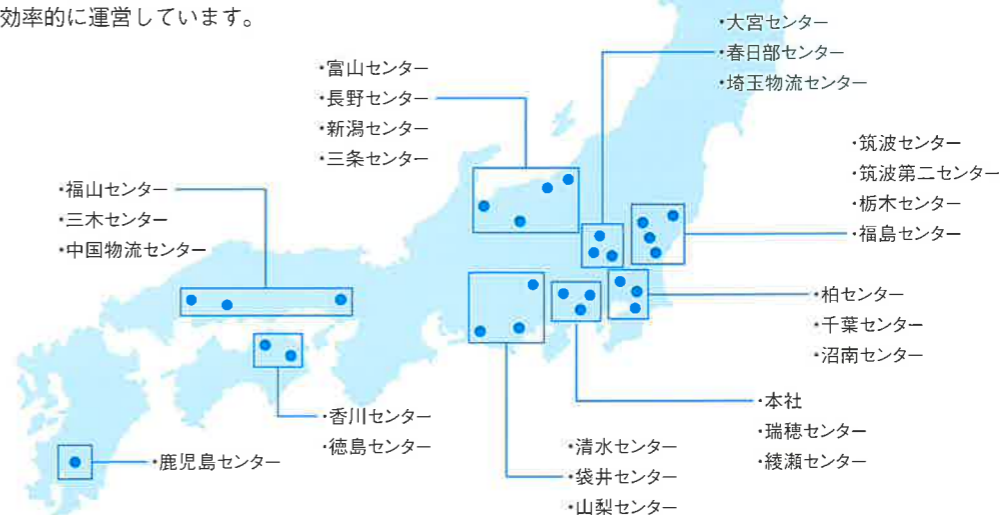 効率的に運営しています。
・大宮センター
・春日部センター
・埼玉物流センター
・富山センター
・長野センター
・新潟センター
・三条センター
・筑波センター
・筑波第二センター
・栃木センター
・福島センター
・福山センター
・三木センター
・中国物流センター
・柏センター
・千葉センター
・沼南センター
・本社
・瑞穂センター
・綾瀬センター
・香川センター
・徳島センター
・清水センター
・袋井センター
・山梨センター
・鹿児島センター